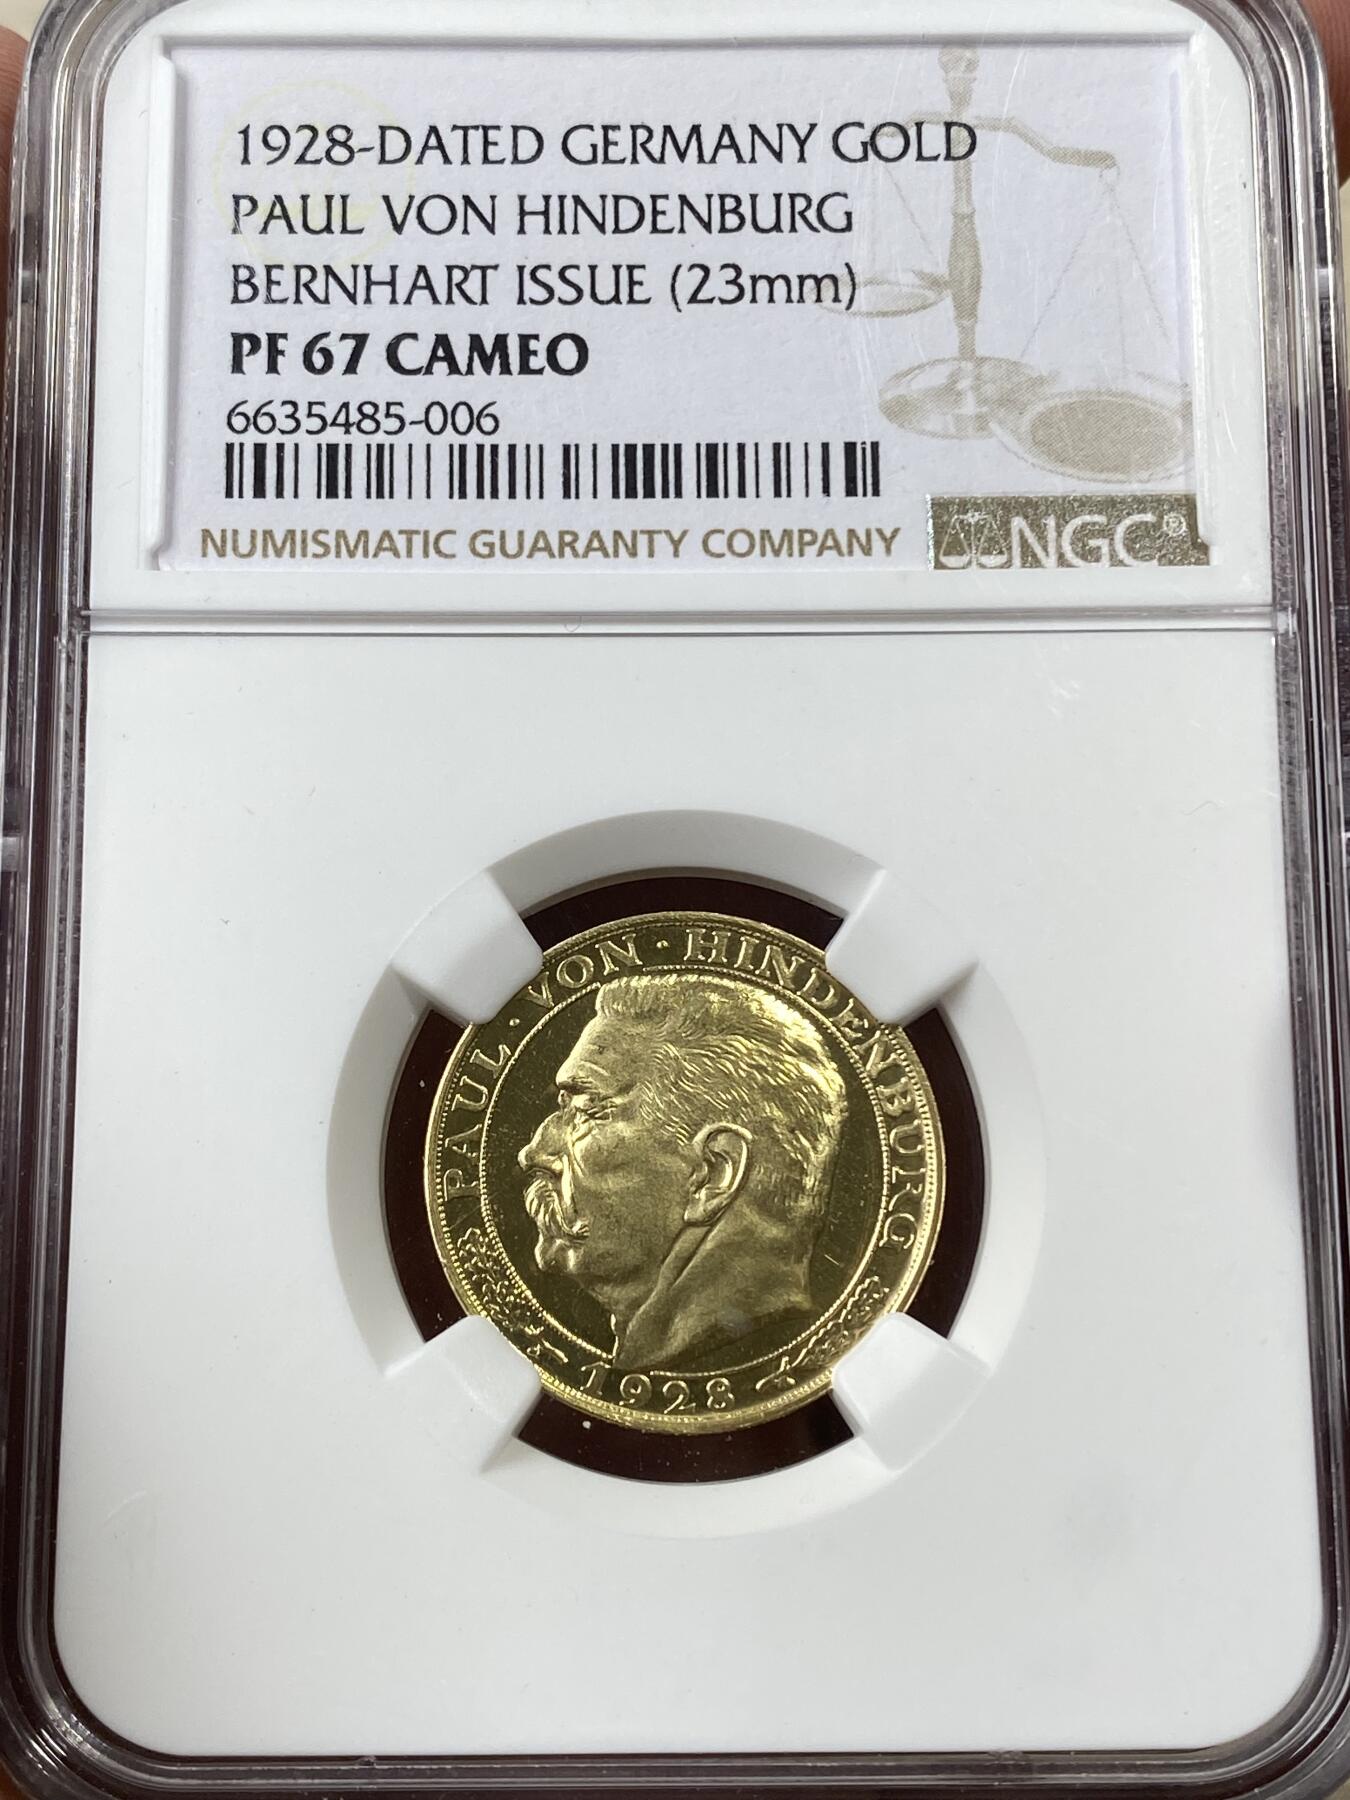 1928-DATED GERMANY GOLD
PAUL VON HINDENBURG
BERNHART ISSUE (23mm)
PF 67 CAMEO
6635485-006
NUMISMATIC GUARANTY COMPANY
NGC®
PAUL · VON · HINDENBURG
1928